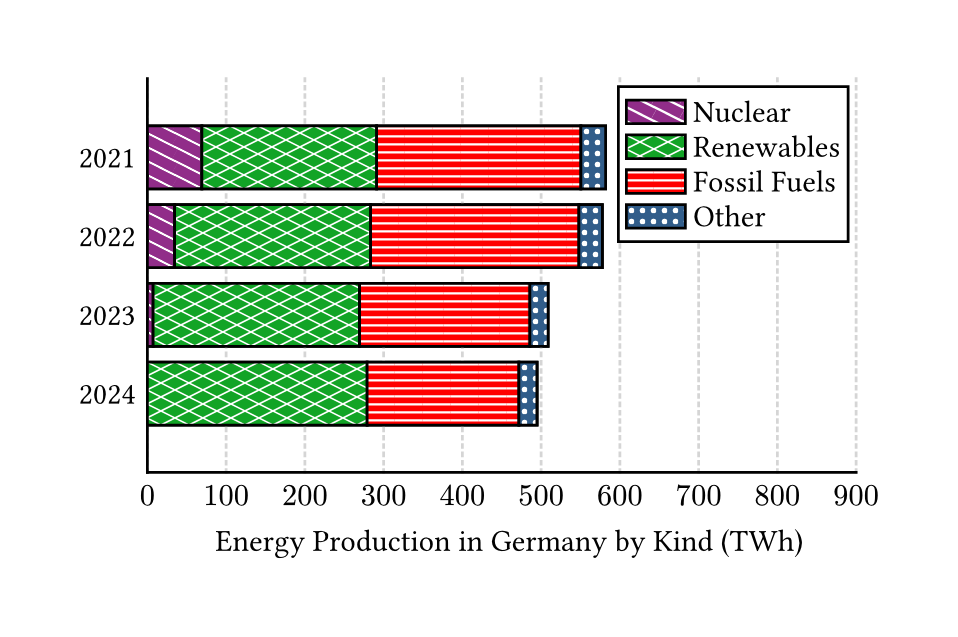 Nuclear
Renewables
Fossil Fuels
Other
2021
2022
2023
2024
0 100 200 300 400 500 600 700 800 900
Energy Production in Germany by Kind (TWh)